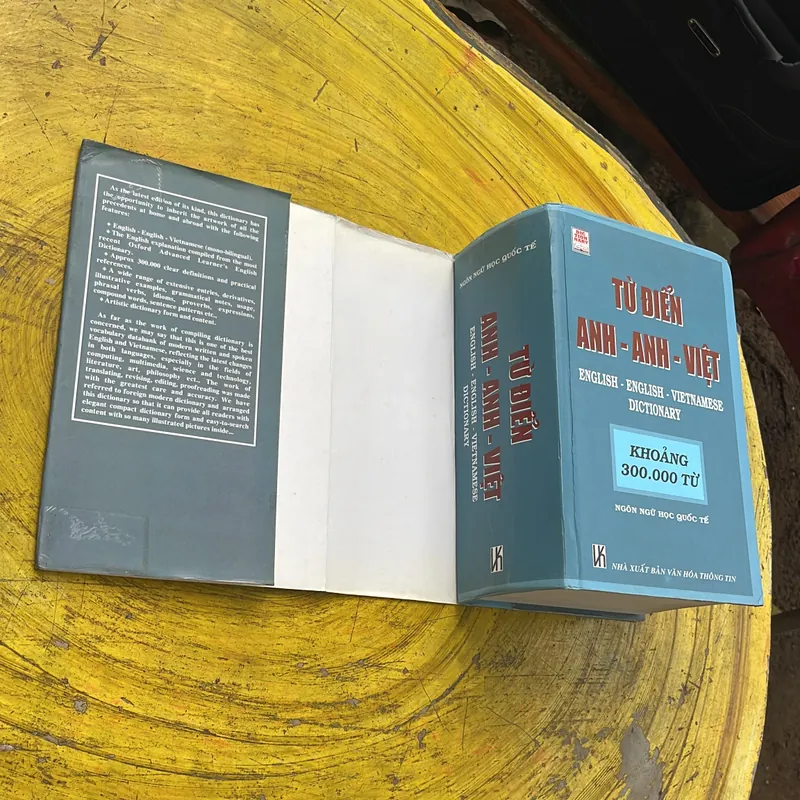 As the latest edition of its kind, this dictionary has
the opportunity to inherit the artwork of all the
precedents at home and abroad with the following
features:
• English - English - Vietnamese (mono-bilingual).
• The English explanation compiled from the most
recent Oxford Advanced Learner's English
Dictionary.
• Approx 300.000 clear definitions and practical
references.
• A wide range of extensive entries, derivatives,
illustrative examples, grammatical notes, usage,
phrasal verbs, idioms, proverbs, expressions,
compound words, sentence patterns etc...
• Artistic dictionary form and content.
As far as the work of compiling dictionary is
concerned, we may say that this is one of the best
vocabulary databank of modern written and spoken
English and Vietnamese, reflecting the latest changes
in both languages, especially in the fields of
computing, multimedia, science and technology,
literature, art, philosophy ect.. The work of
translating, revising, editing, proofreading was made
with the greatest care and accuracy. We have
referred to foreign modern dictionary and arranged
this dictionary so that it can provide all readers with
elegant compact dictionary form and easy-to-search
content with so many illustrated pictures inside...
NGÔN NGỮ HỌC QUỐC TẾ
TỪ ĐIỂN
ANH - ANH - VIỆT
ENGLISH - ENGLISH - VIETNAMESE
DICTIONARY
TỪ ĐIỂN
ANH - ANH - VIỆT
ENGLISH - ENGLISH - VIETNAMESE
DICTIONARY
KHOẢNG
300.000 TỪ
NGÔN NGỮ HỌC QUỐC TẾ
NHÀ XUẤT BẢN VĂN HÓA THÔNG TIN